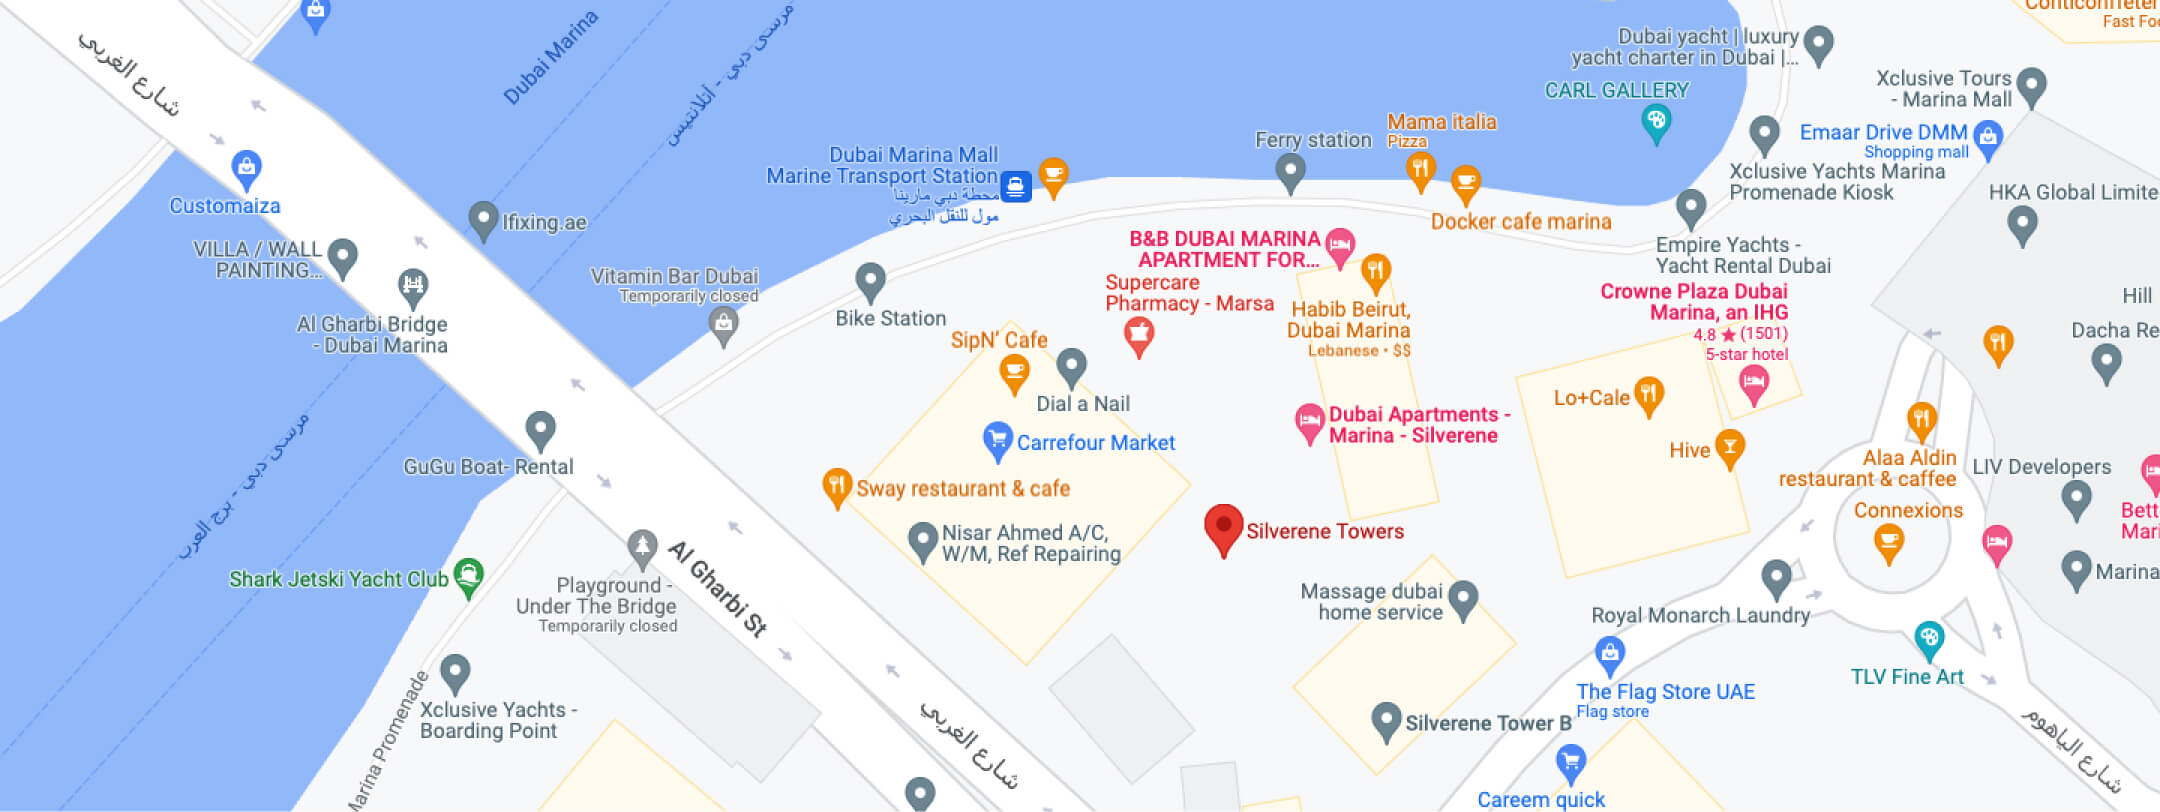 شارع الغربي
Dubai Marina
مرسى دبي - أتلانتيس
Customaiza
Ifixing.ae
VILLA / WALL
PAINTING...
Al Gharbi Bridge
- Dubai Marina
Dubai Marina Mall
Marine Transport Station
محطة دبي مارينا
مول للنقل البحري
Ferry station
Mama italia
Pizza
Docker cafe marina
CARL GALLERY
Dubai yacht | luxury
yacht charter in Dubai |...
Fast Foo
Xclusive Tours
- Marina Mall
Emaar Drive DMM
Shopping mall
Xclusive Yachts Marina
Promenade Kiosk
HKA Global Limite
Empire Yachts -
Yacht Rental Dubai
Vitamin Bar Dubai
Temporarily closed
Bike Station
B&B DUBAI MARINA
APARTMENT FOR...
Supercare
Pharmacy - Marsa
Habib Beirut,
Dubai Marina
Lebanese • $$
Crowne Plaza Dubai
Marina, an IHG
4.8 ★ (1501)
5-star hotel
Hill
Dacha Re
SipN' Cafe
Dial a Nail
Carrefour Market
Dubai Apartments -
Marina - Silverene
Lo+Cale
Hive
Alaa Aldin
restaurant & caffee
LIV Developers
Connexions
Bett
Mari
Marina
GuGu Boat- Rental
مرسى دبي - برج العرب
Sway restaurant & cafe
Nisar Ahmed A/C,
W/M, Ref Repairing
Silverene Towers
Shark Jetski Yacht Club
Playground -
Under The Bridge
Temporarily closed
Al Gharbi St
Massage dubai
home service
Royal Monarch Laundry
TLV Fine Art
The Flag Store UAE
Flag store
Xclusive Yachts -
Boarding Point
Marina Promenade
شارع الغربي
Silverene Tower B
Careem quick
شارع الياهوم